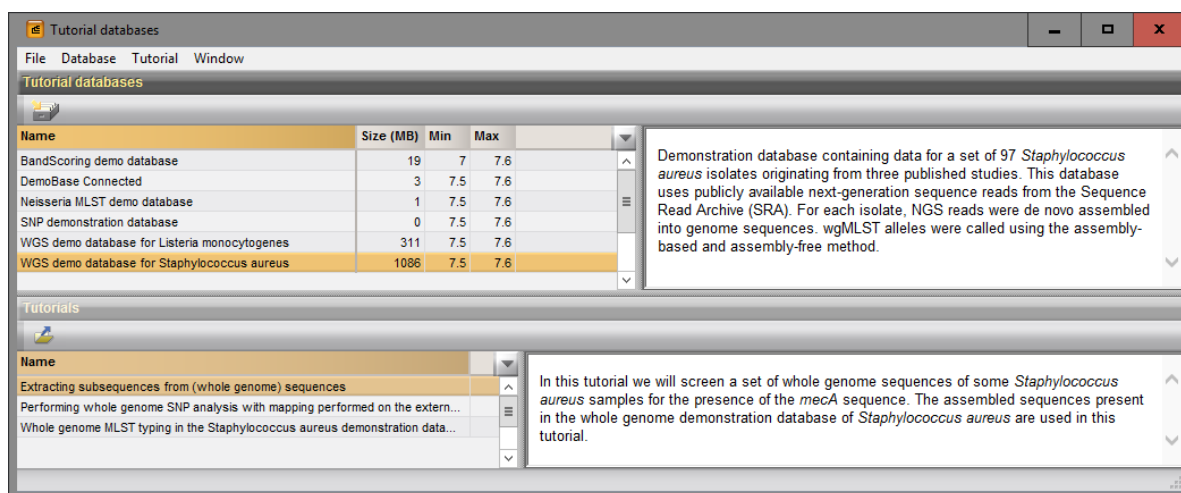 Tutorial databases
File Database Tutorial Window
Tutorial databases
Name Size (MB) Min Max
BandScoring demo database 19 7 7.6
DemoBase Connected 3 7.5 7.6
Neisseria MLST demo database 1 7.5 7.6
SNP demonstration database 0 7.5 7.6
WGS demo database for Listeria monocytogenes 311 7.5 7.6
WGS demo database for Staphylococcus aureus 1086 7.5 7.6
Demonstration database containing data for a set of 97 Staphylococcus
aureus isolates originating from three published studies. This database
uses publicly available next-generation sequence reads from the Sequence
Read Archive (SRA). For each isolate, NGS reads were de novo assembled
into genome sequences. wgMLST alleles were called using the assembly-
based and assembly-free method.
Tutorials
Name
Extracting subsequences from (whole genome) sequences
Performing whole genome SNP analysis with mapping performed on the extern...
Whole genome MLST typing in the Staphylococcus aureus demonstration data...
In this tutorial we will screen a set of whole genome sequences of some Staphylococcus
aureus samples for the presence of the mecA sequence. The assembled sequences present
in the whole genome demonstration database of Staphylococcus aureus are used in this
tutorial.